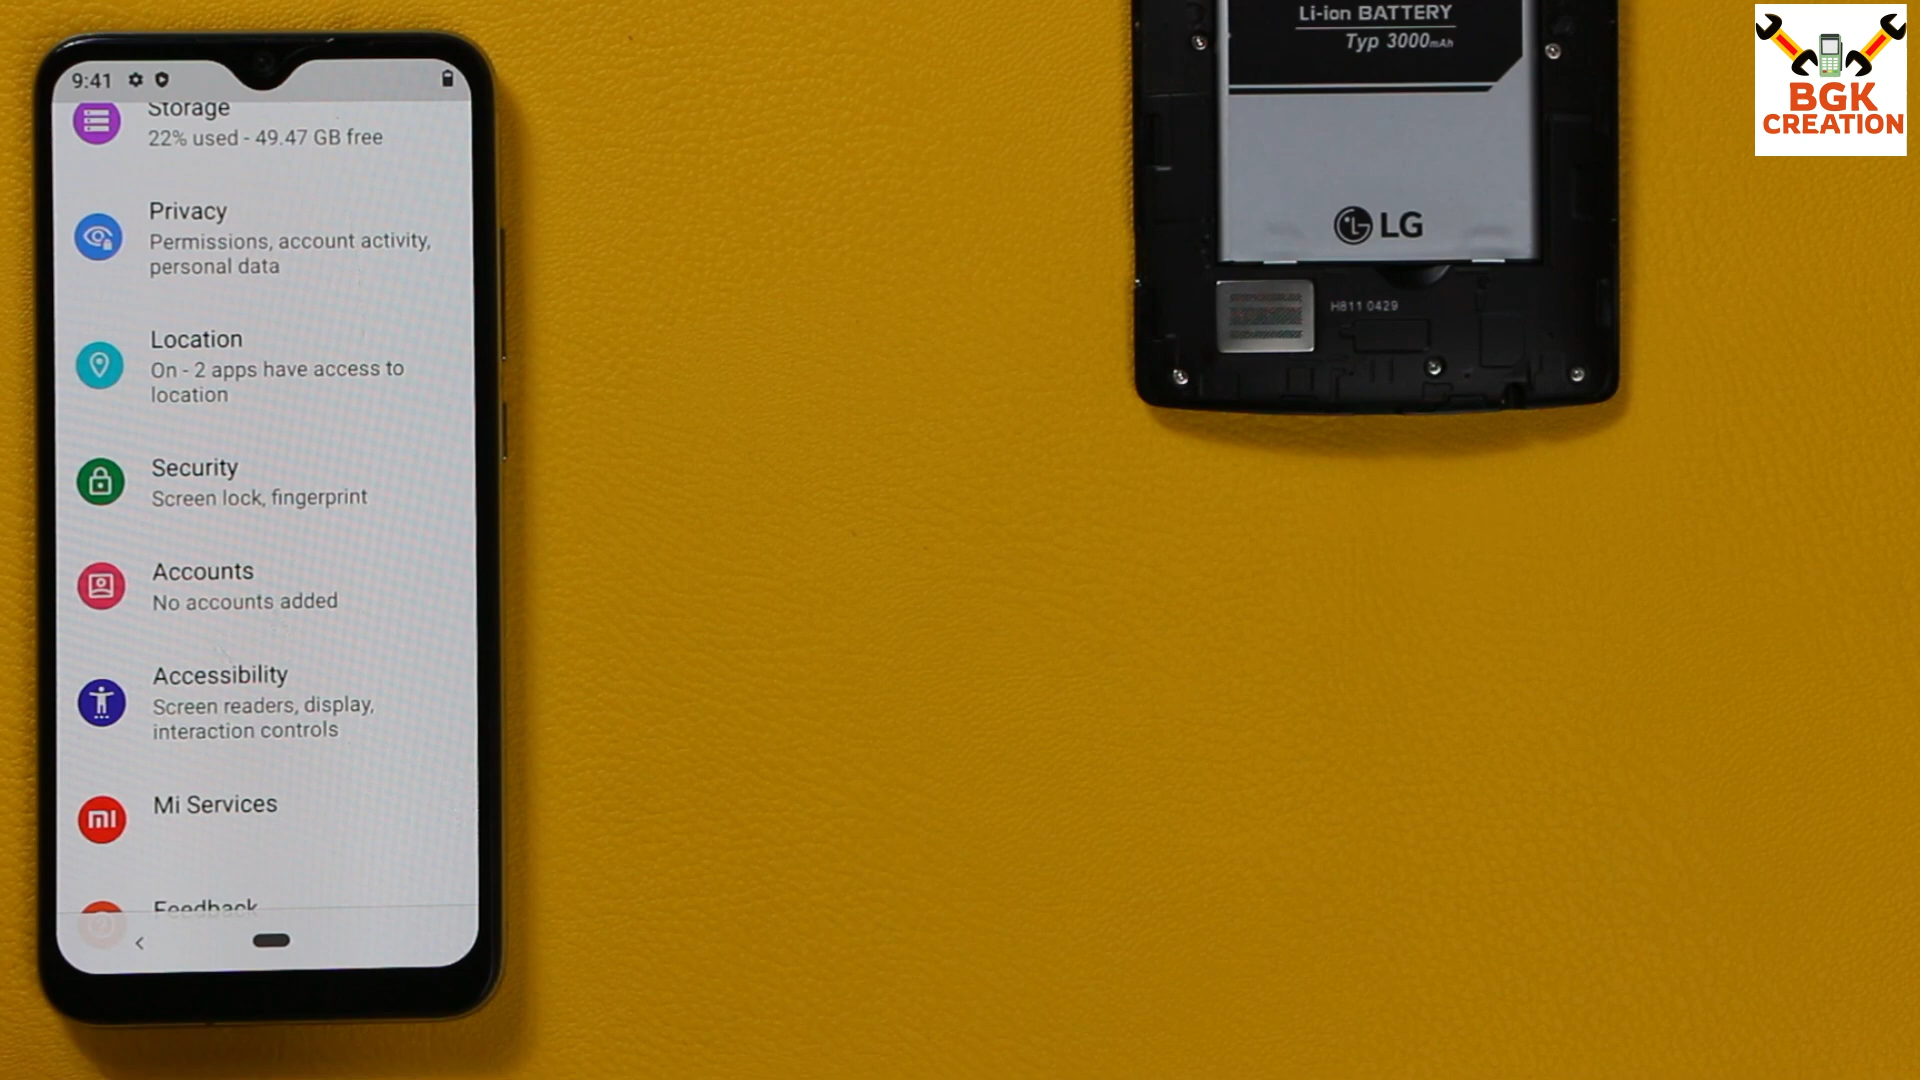 9:41
Storage
22% used - 49.47 GB free
Privacy
Permissions, account activity,
personal data
Location
On - 2 apps have access to
location
Security
Screen lock, fingerprint
Accounts
No accounts added
Accessibility
Screen readers, display,
interaction controls
mi
Mi Services
Feedback
Li-ion BATTERY
Typ 3000mAh
LG
H811 0429
BGK
CREATION